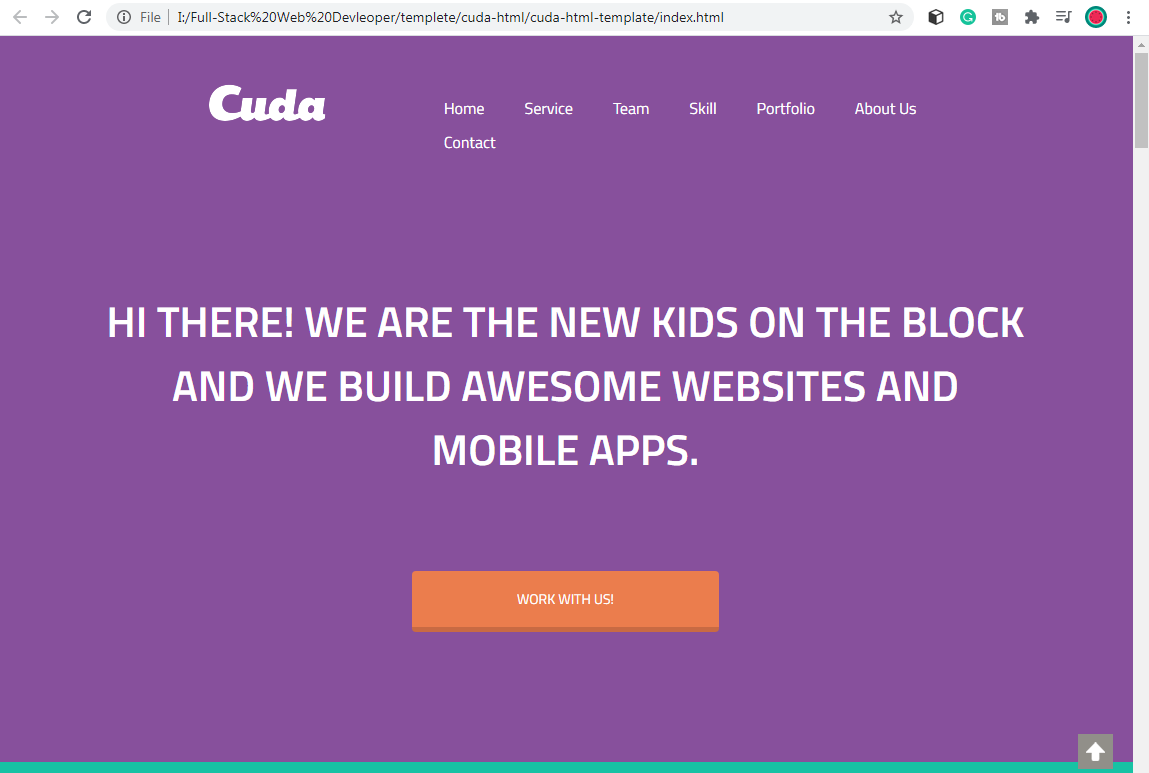 File
I:/Full-Stack%20Web%20Devleoper/templete/cuda-html/cuda-html-template/index.html
Cuda
Home Service Team Skill Portfolio About Us
Contact
HI THERE! WE ARE THE NEW KIDS ON THE BLOCK
AND WE BUILD AWESOME WEBSITES AND
MOBILE APPS.
WORK WITH US!